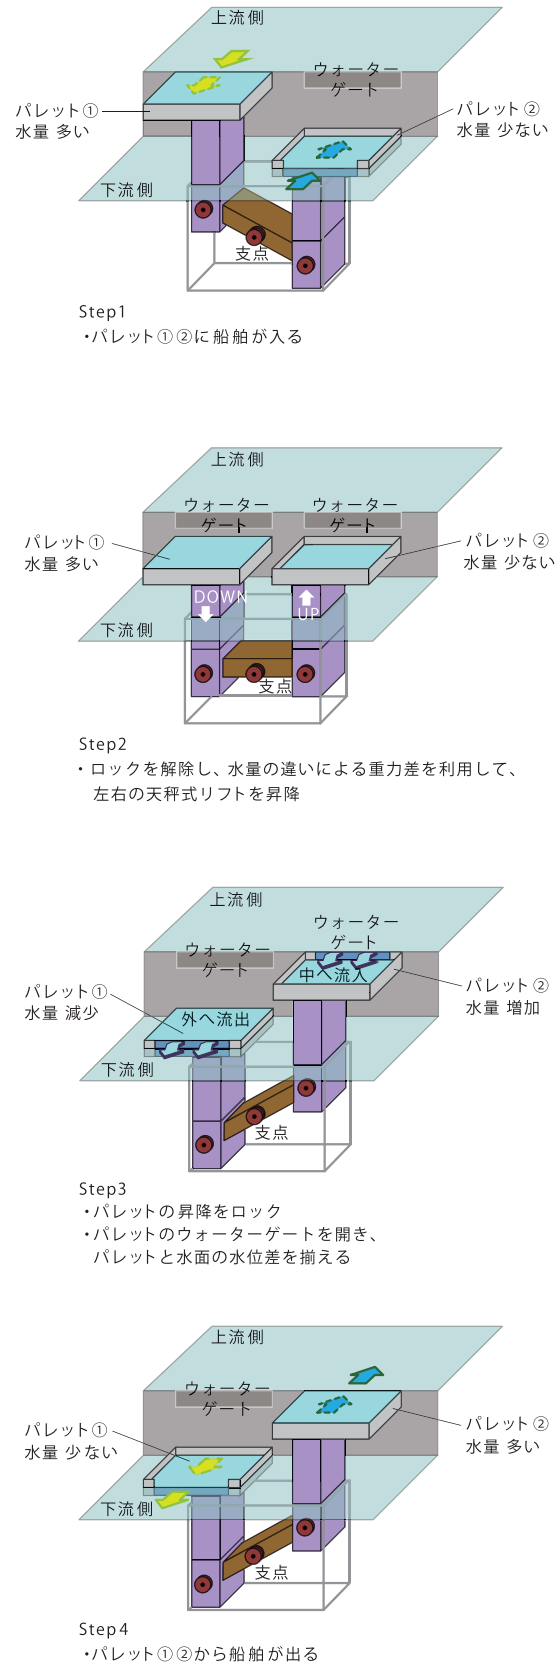 上流側
ウォーター
ゲート
パレット①
水量 多い
パレット②
水量 少ない
下流側
支点
Step1
・パレット①②に船舶が入る
上流側
ウォーター
ゲート
ウォーター
ゲート
パレット①
水量 多い
パレット②
水量 少ない
DOWN
UP
下流側
支点
Step2
・ロックを解除し、水量の違いによる重力差を利用して、
左右の天秤式リフトを昇降
上流側
ウォーター
ゲート
ウォーター
ゲート
中へ流入
パレット①
水量 減少
パレット②
水量 増加
外へ流出
下流側
支点
Step3
・パレットの昇降をロック
・パレットのウォーターゲートを開き、
パレットと水面の水位差を揃える
上流側
ウォーター
ゲート
パレット①
水量 少ない
パレット②
水量 多い
下流側
支点
Step4
・パレット①②から船舶が出る